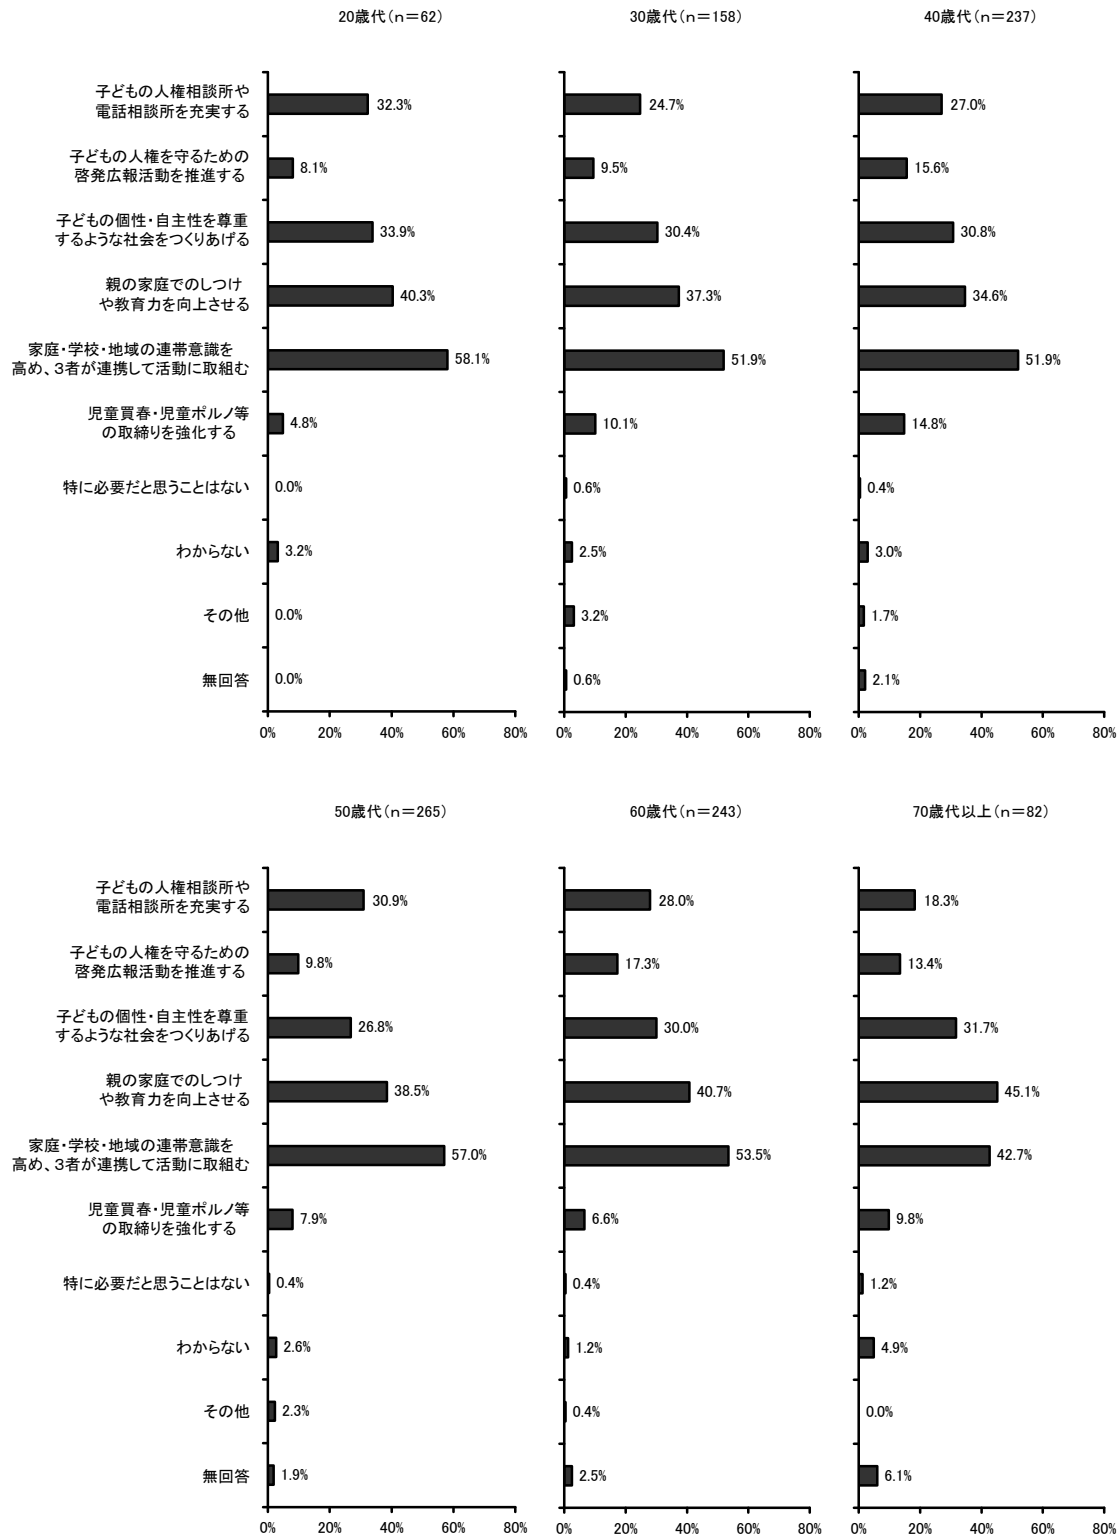 20歳代(n=62)
30歳代(n=158)
40歳代(n=237)
子どもの人権相談所や
電話相談所を充実する
32.3%
24.7%
27.0%
子どもの人権を守るための
啓発広報活動を推進する
8.1%
9.5%
15.6%
子どもの個性・自主性を尊重
するような社会をつくりあげる
33.9%
30.4%
30.8%
親の家庭でのしつけ
や教育力を向上させる
40.3%
37.3%
34.6%
家庭・学校・地域の連帯意識を
高め、3者が連携して活動に取組む
58.1%
51.9%
51.9%
児童買春・児童ポルノ等
の取締りを強化する
4.8%
10.1%
14.8%
特に必要だと思うことはない
0.0%
0.6%
0.4%
わからない
3.2%
2.5%
3.0%
その他
0.0%
3.2%
1.7%
無回答
0.0%
0.6%
2.1%
0% 20% 40% 60% 80%
0% 20% 40% 60% 80%
0% 20% 40% 60% 80%
50歳代(n=265)
60歳代(n=243)
70歳代以上(n=82)
子どもの人権相談所や
電話相談所を充実する
30.9%
28.0%
18.3%
子どもの人権を守るための
啓発広報活動を推進する
9.8%
17.3%
13.4%
子どもの個性・自主性を尊重
するような社会をつくりあげる
26.8%
30.0%
31.7%
親の家庭でのしつけ
や教育力を向上させる
38.5%
40.7%
45.1%
家庭・学校・地域の連帯意識を
高め、3者が連携して活動に取組む
57.0%
53.5%
42.7%
児童買春・児童ポルノ等
の取締りを強化する
7.9%
6.6%
9.8%
特に必要だと思うことはない
0.4%
0.4%
1.2%
わからない
2.6%
1.2%
4.9%
その他
2.3%
0.4%
0.0%
無回答
1.9%
2.5%
6.1%
0% 20% 40% 60% 80%
0% 20% 40% 60% 80%
0% 20% 40% 60% 80%